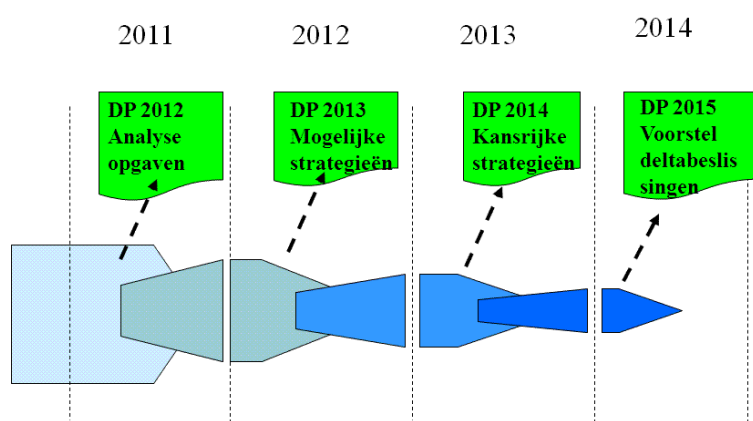 2011
2012
2013
2014
DP 2012
Analyse
opgaven
DP 2013
Mogelijke
strategieën
DP 2014
Kansrijke
strategieën
DP 2015
Voorstel
deltabeslis
singen